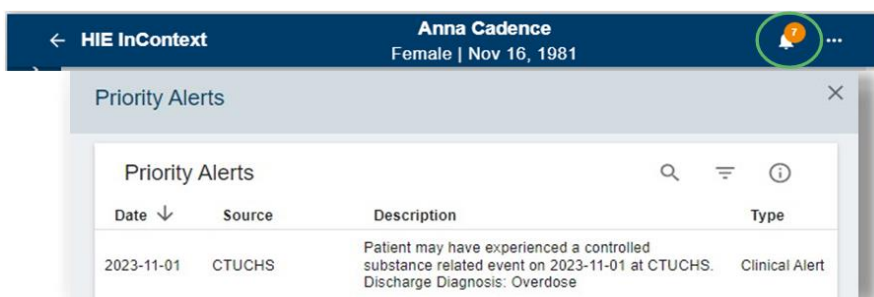 ← HIE InContext Anna Cadence 7 ...
Female | Nov 16, 1981
Priority Alerts ×
Priority Alerts
Date ↓ Source Description Type
Patient may have experienced a controlled
2023-11-01 CTUCHS substance related event on 2023-11-01 at CTUCHS. Clinical Alert
Discharge Diagnosis: Overdose